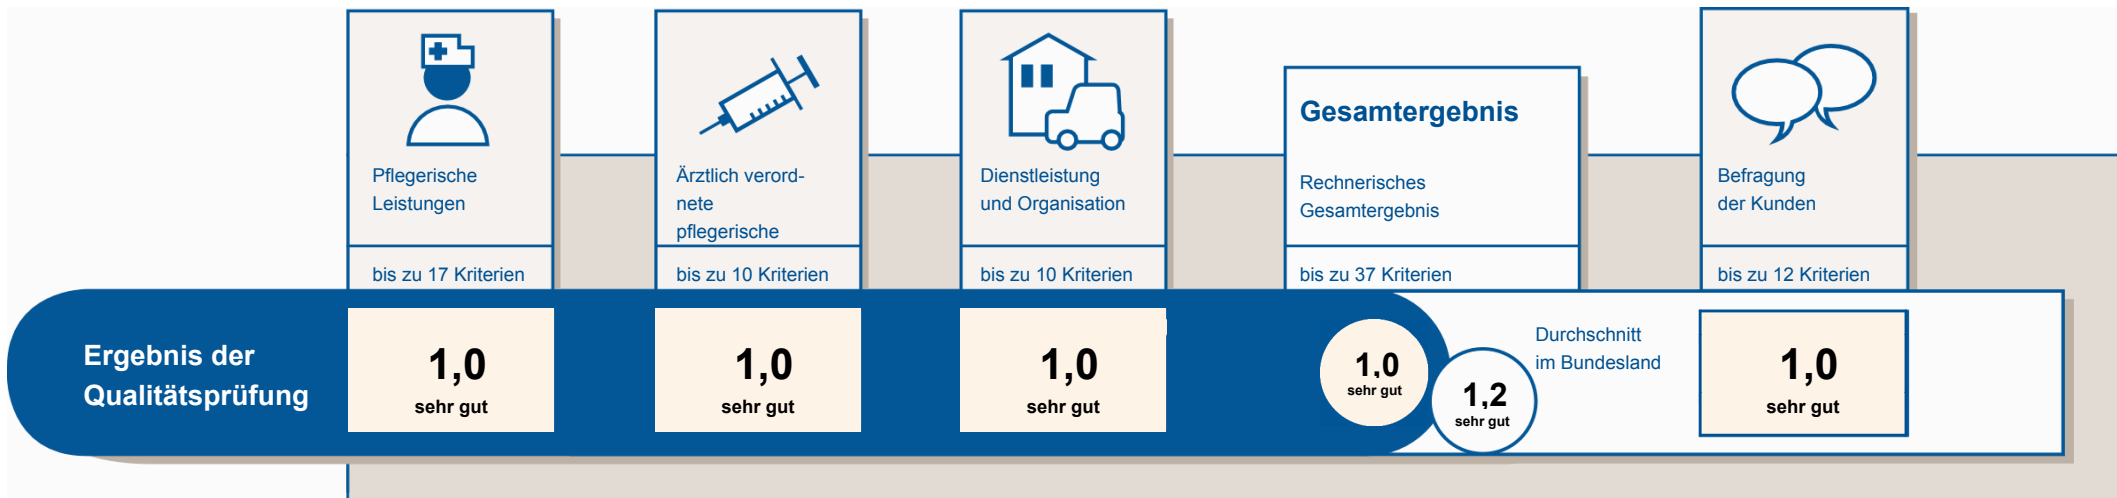 Pflegerische
Leistungen
bis zu 17 Kriterien
Ärztlich verord-
nete
pflegerische
bis zu 10 Kriterien
Dienstleistung
und Organisation
bis zu 10 Kriterien
Gesamtergebnis
Rechnerisches
Gesamtergebnis
bis zu 37 Kriterien
Befragung
der Kunden
bis zu 12 Kriterien
Ergebnis der
Qualitätsprüfung
1,0
sehr gut
1,0
sehr gut
1,0
sehr gut
1,0
sehr gut
1,2
sehr gut
Durchschnitt
im Bundesland
1,0
sehr gut